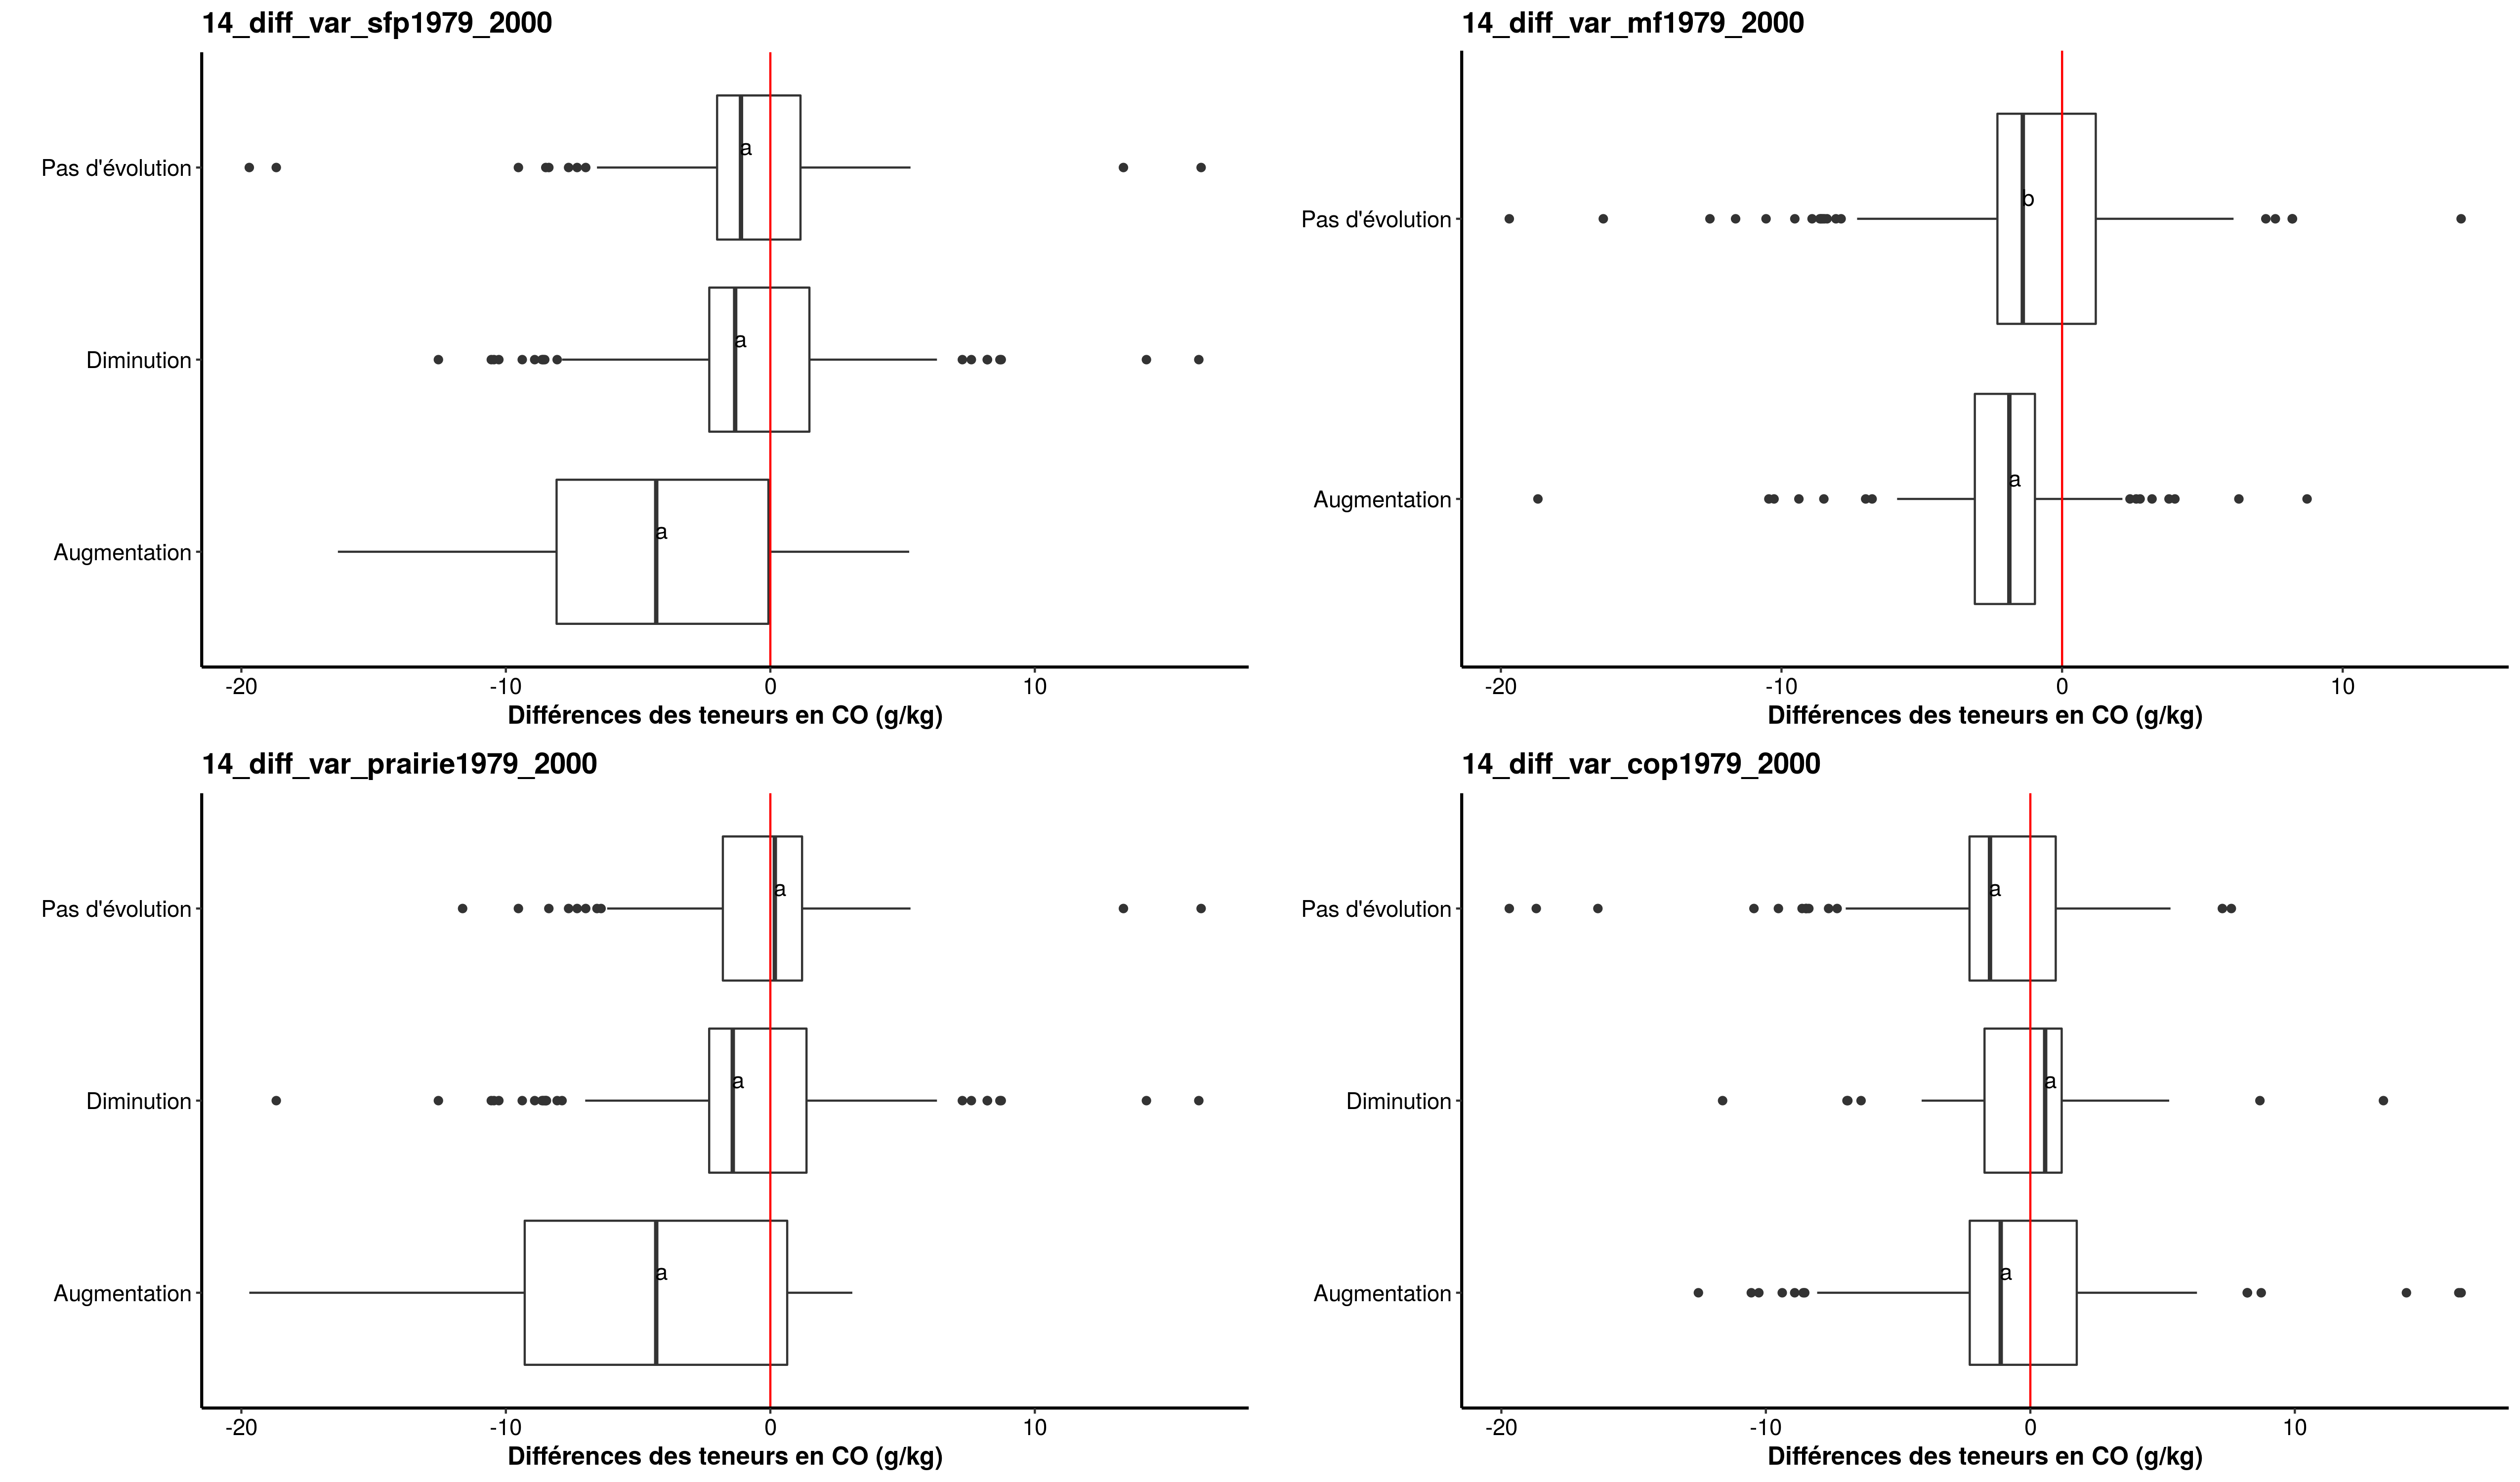 14_diff_var_sfp1979_2000
Pas d'évolution
a
Diminution
a
Augmentation
a
-20 -10 0 10
Différences des teneurs en CO (g/kg)
14_diff_var_mf1979_2000
Pas d'évolution
b
Augmentation
a
-20 -10 0 10
Différences des teneurs en CO (g/kg)
14_diff_var_prairie1979_2000
Pas d'évolution
a
Diminution
a
Augmentation
a
-20 -10 0 10
Différences des teneurs en CO (g/kg)
14_diff_var_cop1979_2000
Pas d'évolution
a
Diminution
a
Augmentation
a
-20 -10 0 10
Différences des teneurs en CO (g/kg)